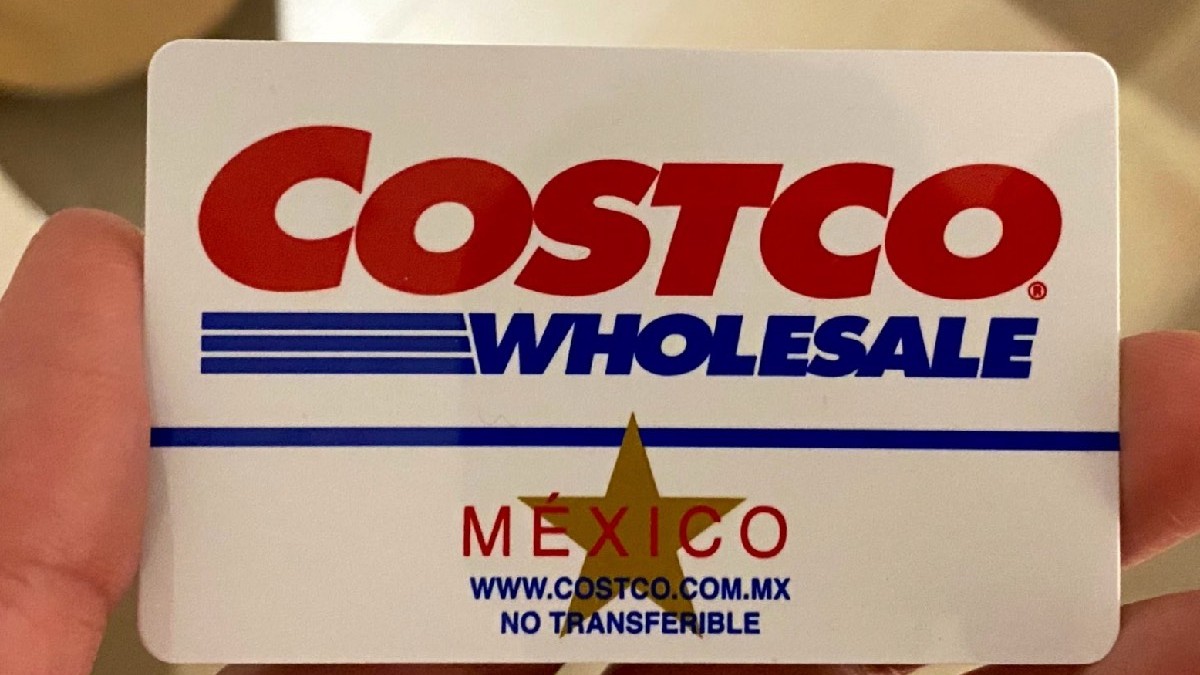 COSTCO®
WHOLESALE
MÉXICO
WWW.COSTCO.COM.MX
NO TRANSFERIBLE